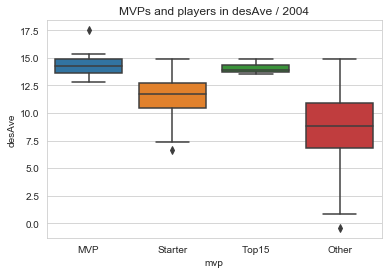 MVPs and players in desAve / 2004
17.5
15.0
12.5
10.0
7.5
5.0
2.5
0.0
desAve
MVP Starter Top15 Other
mvp